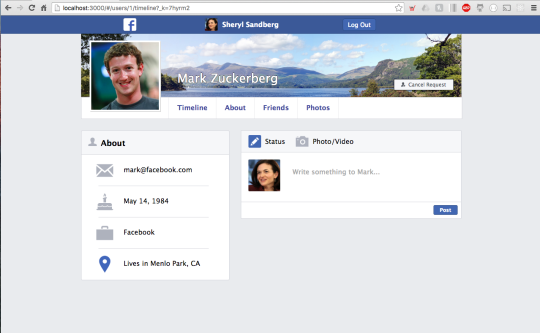 localhost:3000/#/users/1/timeline?_k=7hyrm2
f
Sheryl Sandberg
Log Out
Mark Zuckerberg
Cancel Request
Timeline
About
Friends
Photos
About
mark@facebook.com
May 14, 1984
Facebook
Lives in Menlo Park, CA
Status
Photo/Video
Write something to Mark...
Post